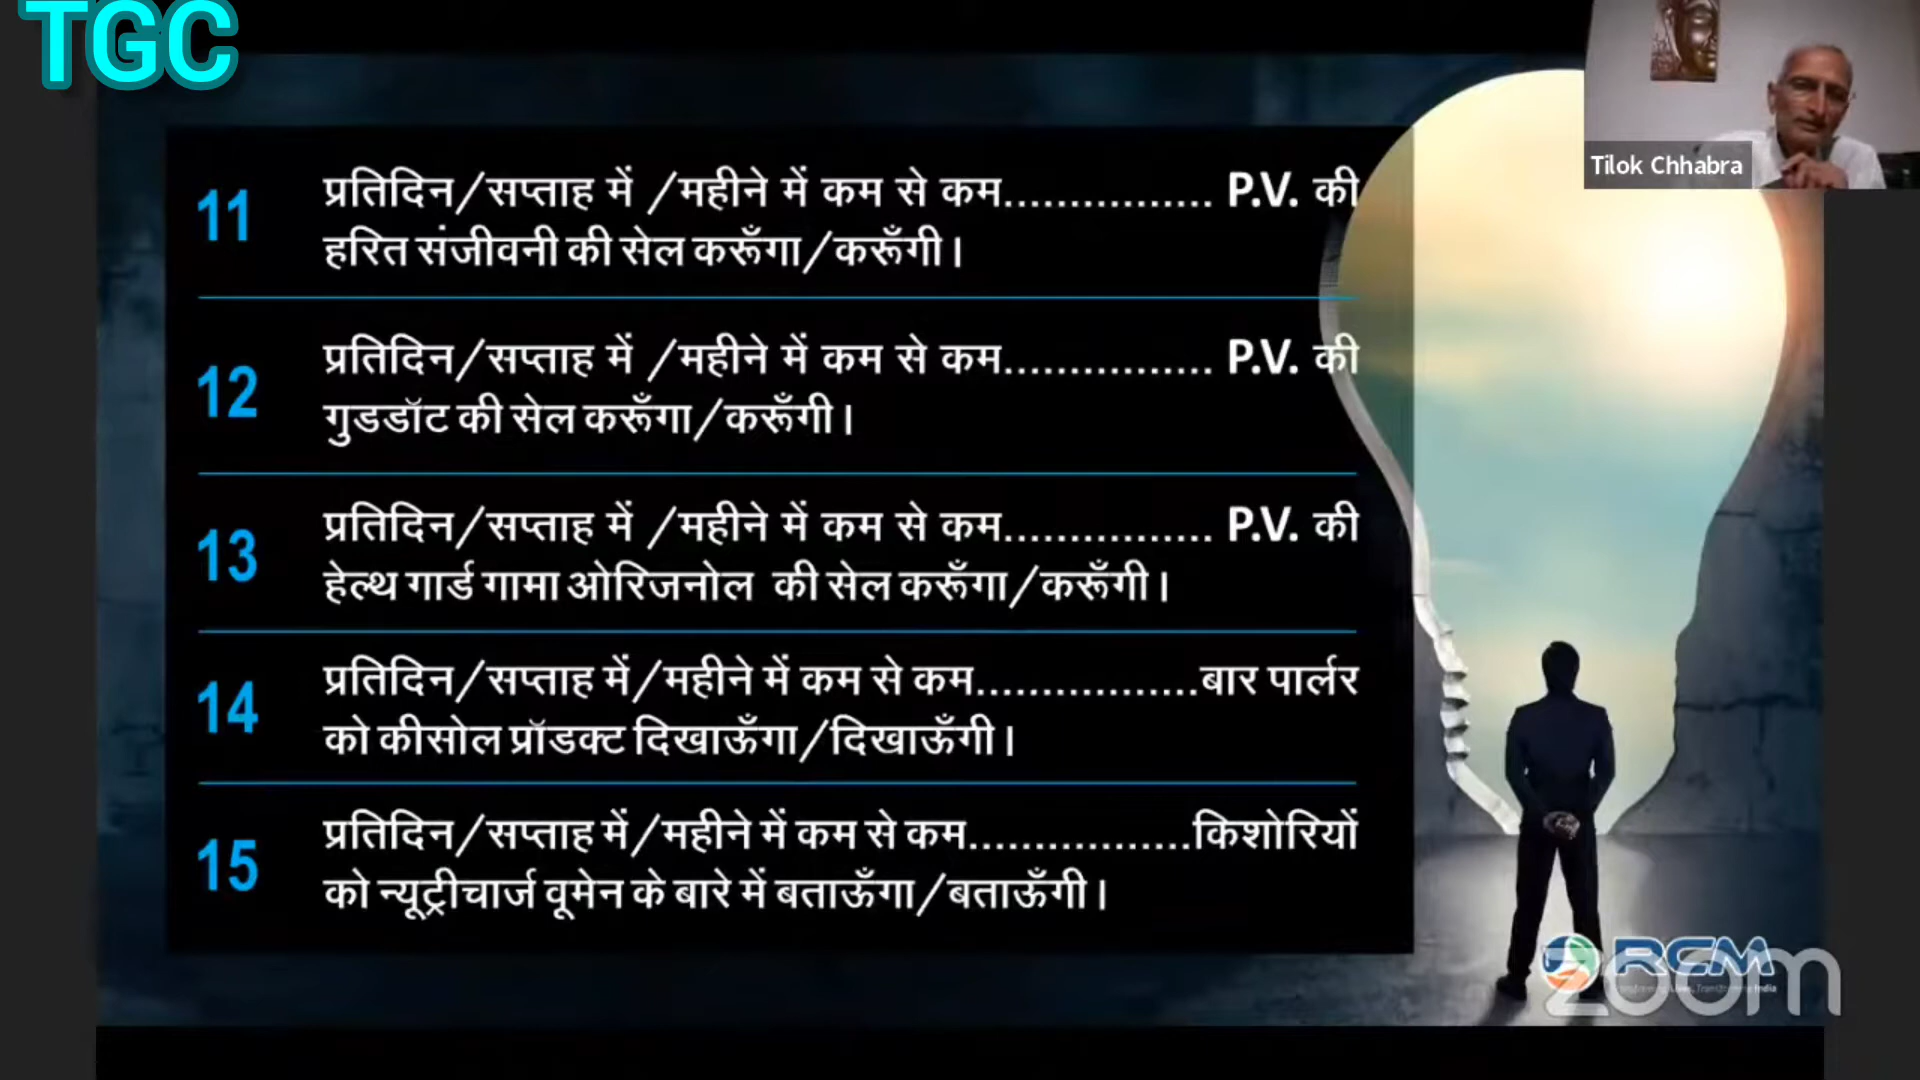 TGC
Tilok Chhabra
11
प्रतिदिन/सप्ताह में /महीने में कम से कम................ P.V. की
हरित संजीवनी की सेल करूँगा/करूँगी।
12
प्रतिदिन/सप्ताह में /महीने में कम से कम................ P.V. की
गुडडॉट की सेल करूँगा/करूँगी।
13
प्रतिदिन/सप्ताह में /महीने में कम से कम................ P.V. की
हेल्थ गार्ड गामा ओरिजनोल की सेल करूँगा/करूँगी।
14
प्रतिदिन/सप्ताह में/महीने में कम से कम.................बार पार्लर
को कीसोल प्रॉडक्ट दिखाऊँगा/दिखाऊँगी।
15
प्रतिदिन/सप्ताह में/महीने में कम से कम.................किशोरियों
को न्यूट्रीचार्ज वूमेन के बारे में बताऊँगा/बताऊँगी।
RCM
zoom